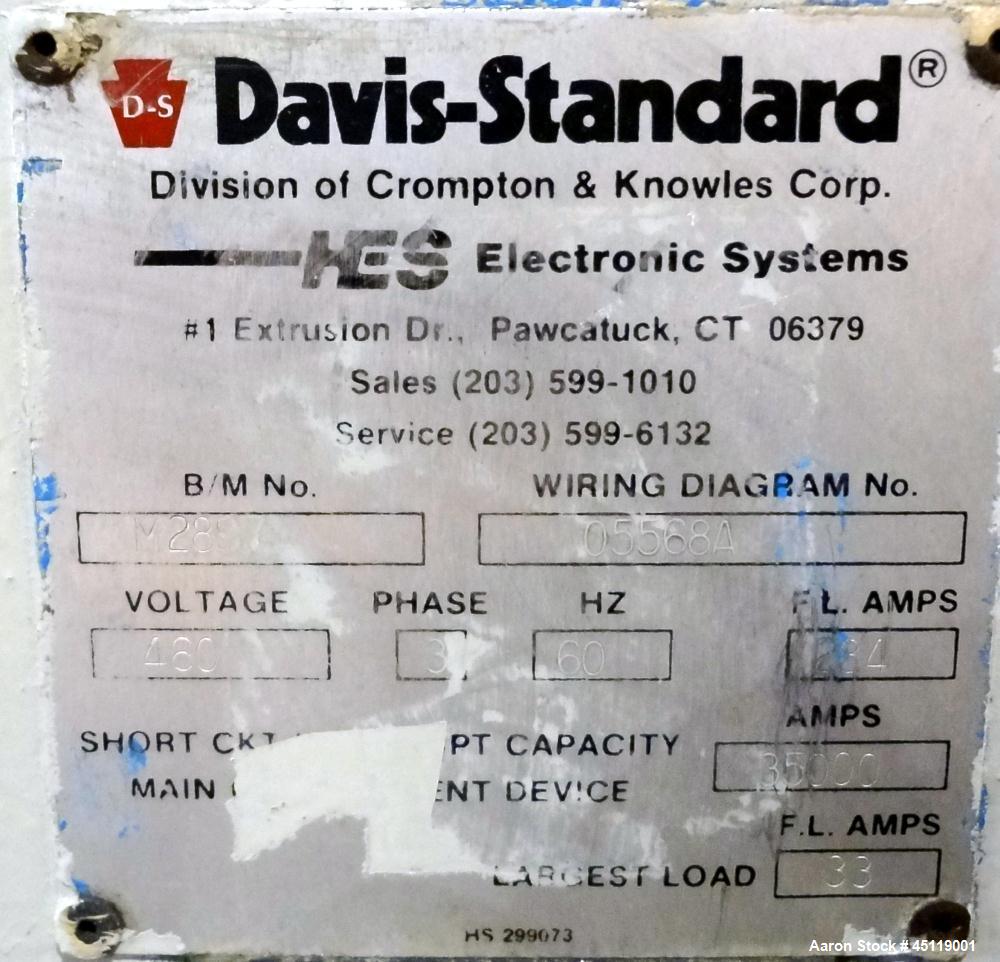 D-S Davis-Standard®
Division of Crompton & Knowles Corp.
HES Electronic Systems
#1 Extrusion Dr., Pawcatuck, CT 06379
Sales (203) 599-1010
Service (203) 599-6132
B/M No. WIRING DIAGRAM No.
05568A
VOLTAGE PHASE HZ F.L. AMPS
460 3 60
AMPS
SHORT CKT PT CAPACITY 35000
MAIN ENT DEVICE
F.L. AMPS
LARGEST LOAD 33
HS 299073
Aaron Stock # 45119001